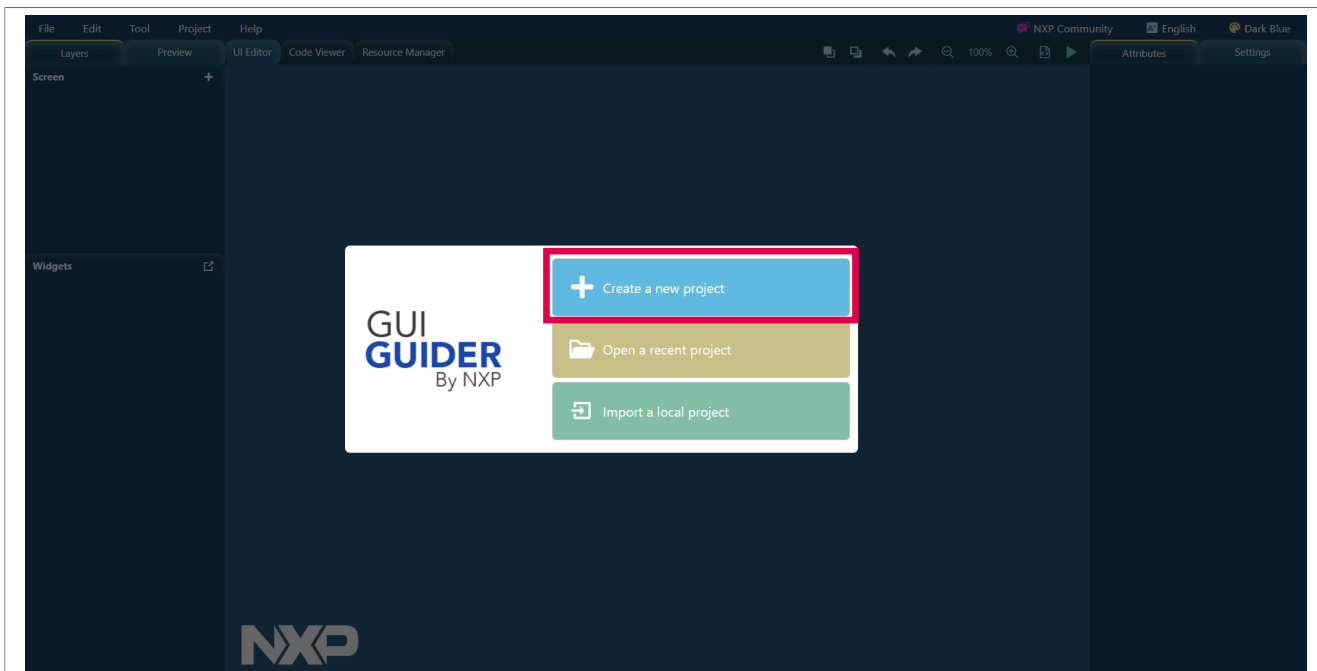 File Edit Tool Project Help NXP Community English Dark Blue
Layers Preview UI Editor Code Viewer Resource Manager 100% Attributes Settings
Screen
Widgets
GUI
GUIDER
By NXP
Create a new project
Open a recent project
Import a local project
NXP